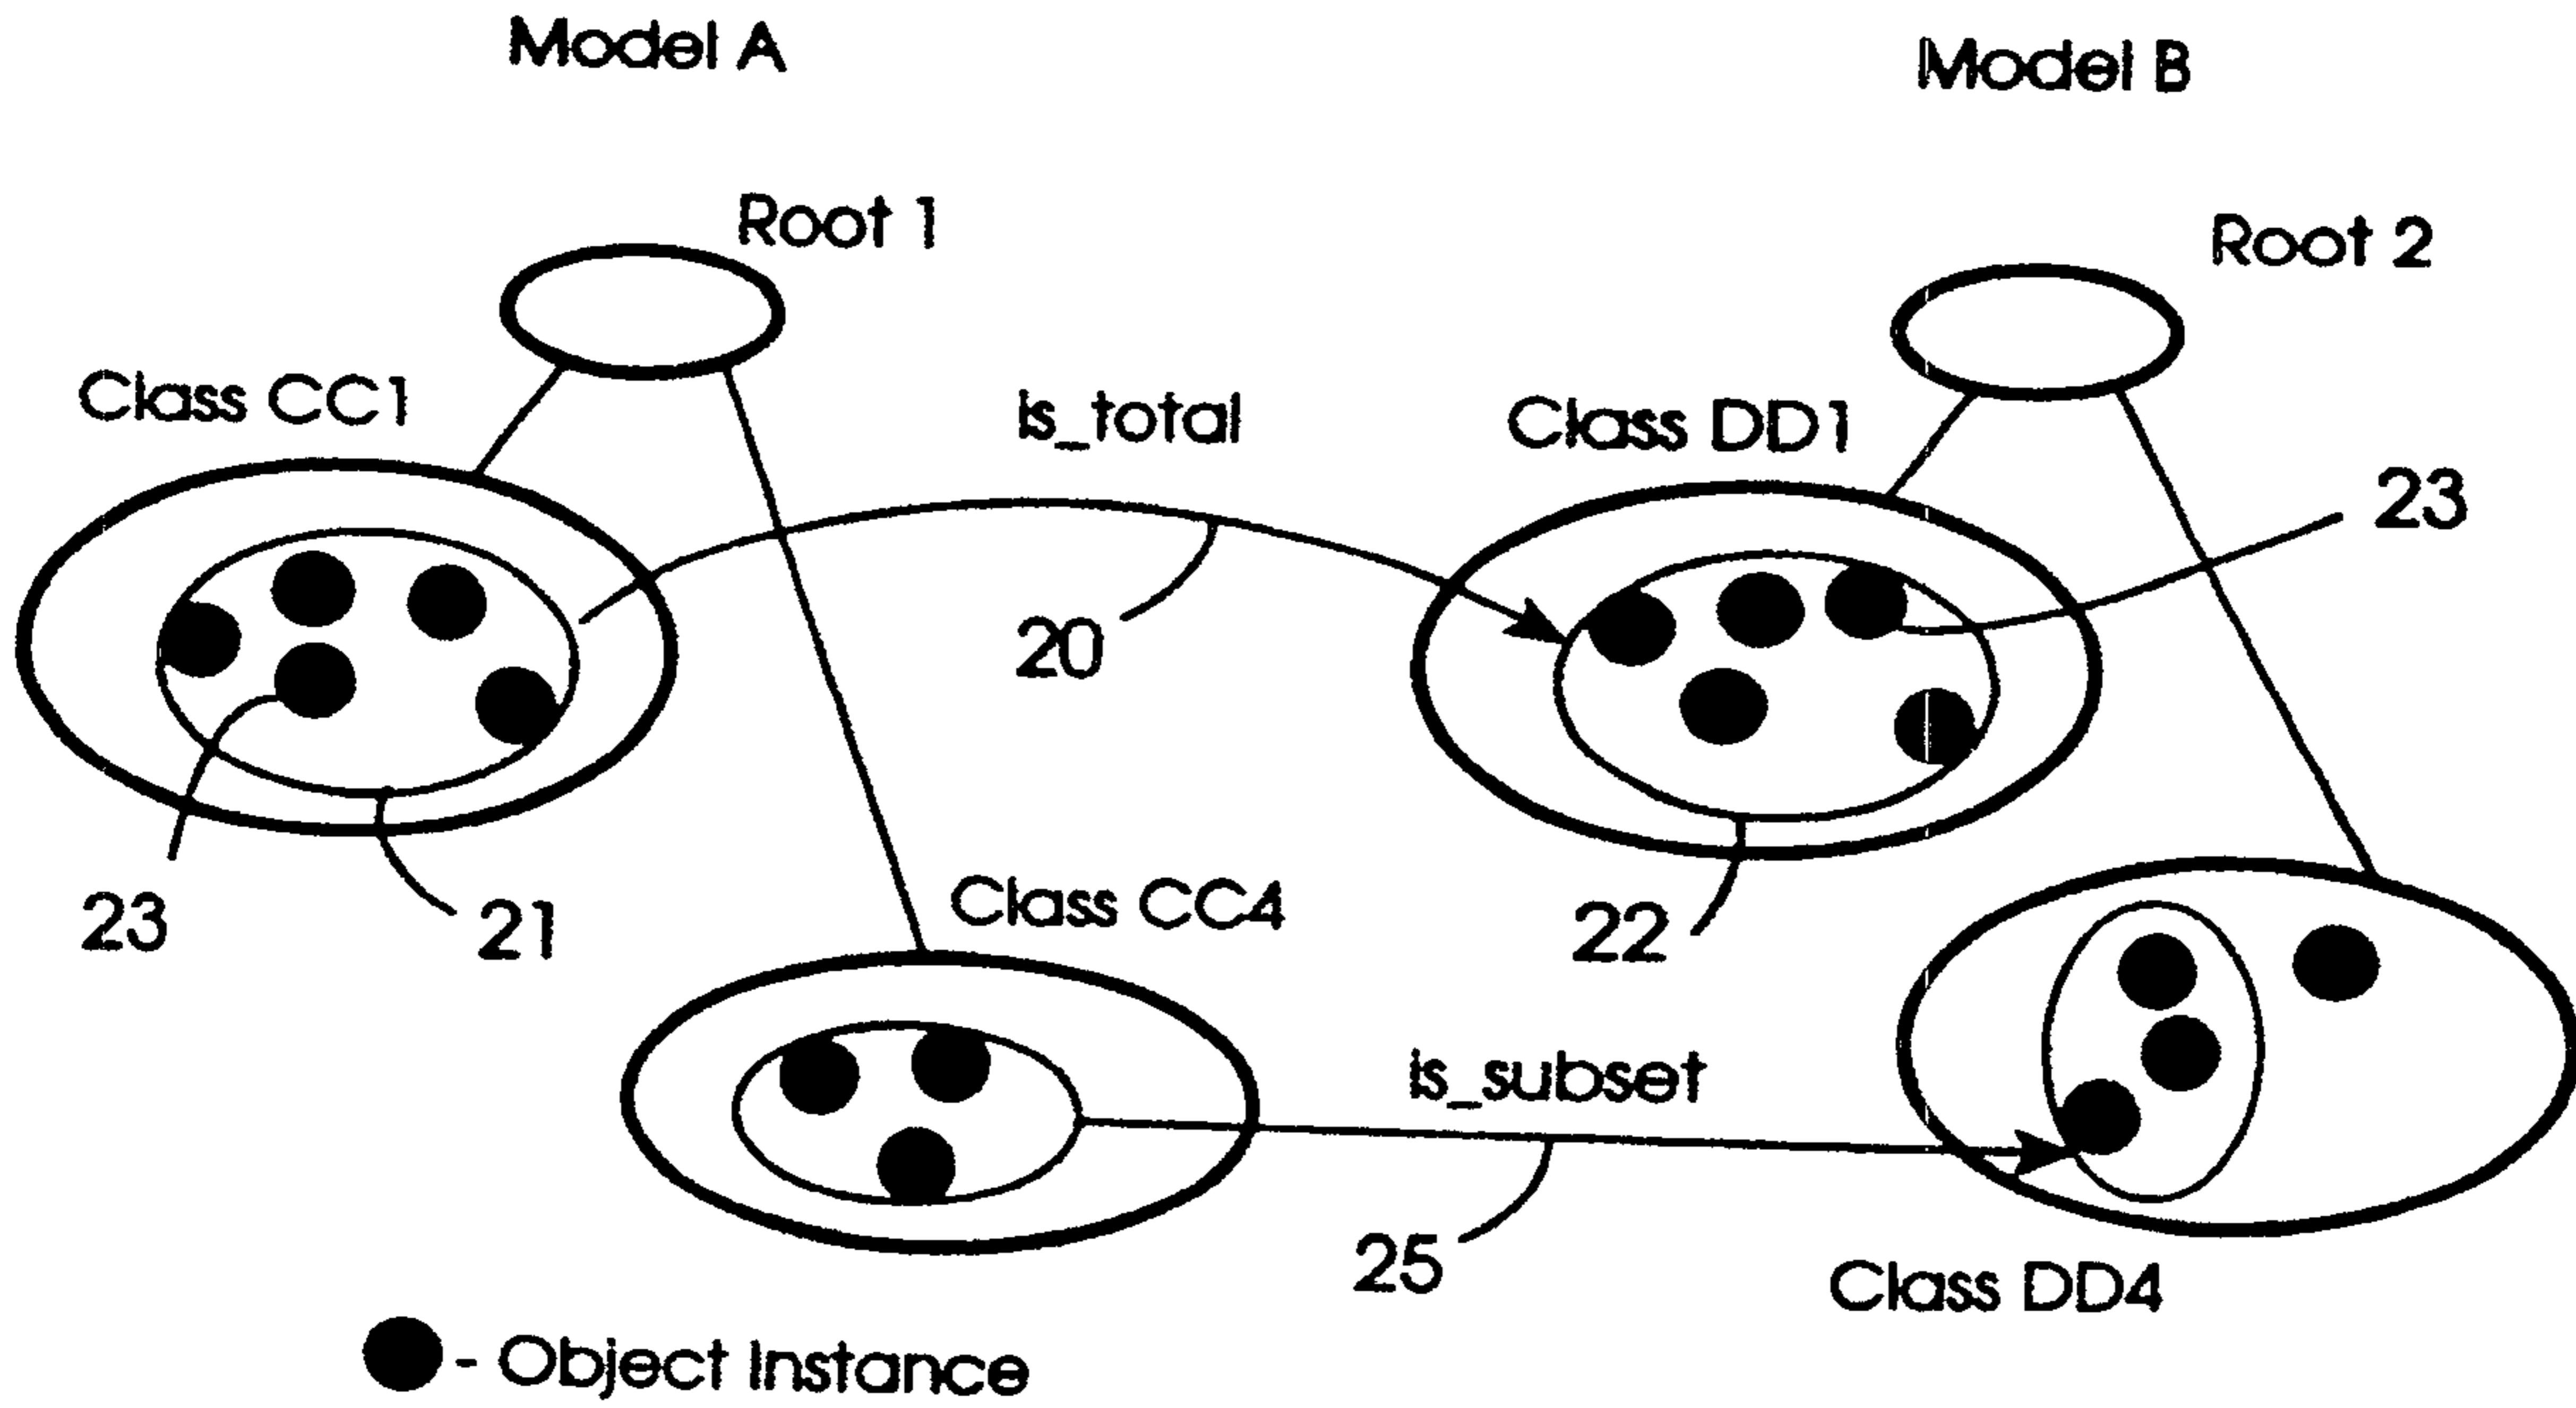 Model A
Model B
Root 1
Root 2
Class CC1
is_total
Class DD1
23
20
23
21
Class CC4
22
is_subset
25
Class DD4
- Object Instance